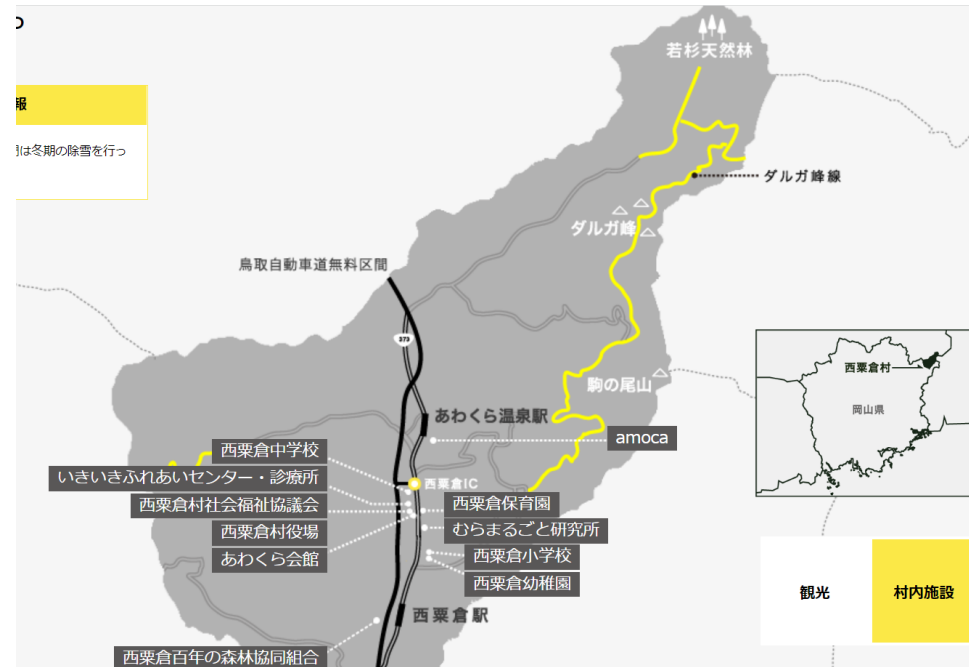 若杉天然林
報
間は冬期の除雪を行っ
ダルガ峰線
ダルガ峰
鳥取自動車道無料区間
373
西粟倉村
岡山県
駒の尾山
あわくら温泉駅
amoca
西粟倉中学校
いきいきふれあいセンター・診療所
西粟倉IC
西粟倉村社会福祉協議会
西粟倉保育園
西粟倉村役場
むらまるごと研究所
あわくら会館
西粟倉小学校
西粟倉幼稚園
観光
村内施設
西粟倉駅
西粟倉百年の森林協同組合